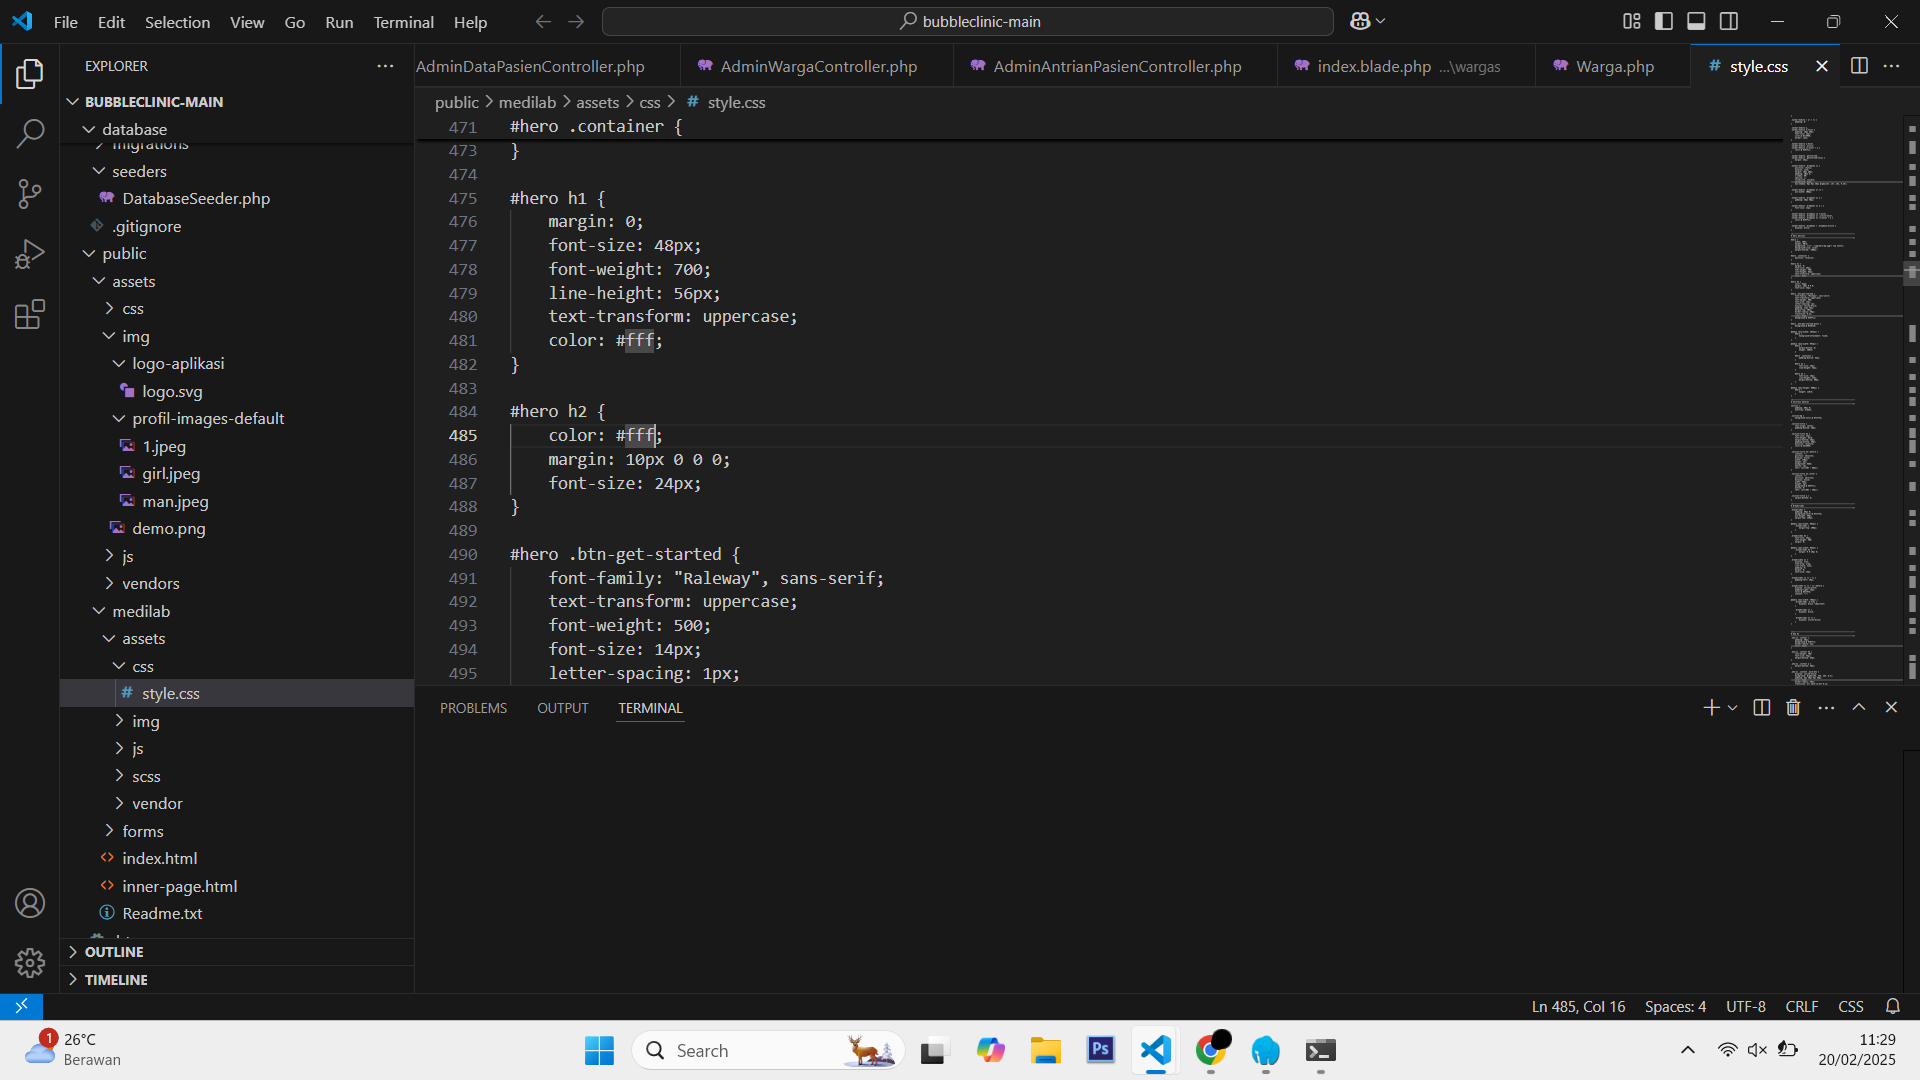 File Edit Selection View Go Run Terminal Help
bubbleclinic-main
EXPLORER
AdminDataPasienController.php
AdminWargaController.php
AdminAntrianPasienController.php
index.blade.php ...\wargas
Warga.php
# style.css
public > medilab > assets > css > # style.css
BUBBLECLINIC-MAIN
database
migrations
seeders
DatabaseSeeder.php
.gitignore
public
assets
css
img
logo-aplikasi
logo.svg
profil-images-default
1.jpeg
girl.jpeg
man.jpeg
demo.png
js
vendors
medilab
assets
css
# style.css
img
js
scss
vendor
forms
index.html
inner-page.html
Readme.txt
OUTLINE
TIMELINE
471 #hero .container {
473 }
474
475 #hero h1 {
476 margin: 0;
477 font-size: 48px;
478 font-weight: 700;
479 line-height: 56px;
480 text-transform: uppercase;
481 color: #fff;
482 }
483
484 #hero h2 {
485 color: #fff;
486 margin: 10px 0 0 0;
487 font-size: 24px;
488 }
489
490 #hero .btn-get-started {
491 font-family: "Raleway", sans-serif;
492 text-transform: uppercase;
493 font-weight: 500;
494 font-size: 14px;
495 letter-spacing: 1px;
PROBLEMS OUTPUT TERMINAL
Ln 485, Col 16 Spaces: 4 UTF-8 CRLF CSS
1
26°C
Berawan
Search
Ps
11:29
20/02/2025